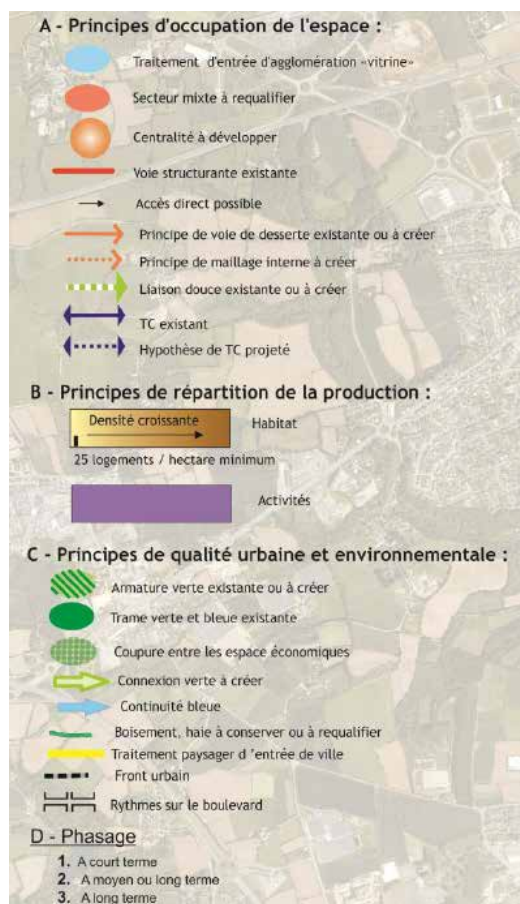 A - Principes d'occupation de l'espace :
Traitement d'entrée d'agglomération «vitrine»
Secteur mixte à requalifier
Centralité à développer
Voie structurante existante
Accès direct possible
Principe de voie de desserte existante ou à créer
Principe de maillage interne à créer
Liaison douce existante ou à créer
TC existant
Hypothèse de TC projeté
B - Principes de répartition de la production :
Densité croissante
Habitat
25 logements / hectare minimum
Activités
C - Principes de qualité urbaine et environnementale :
Armature verte existante ou à créer
Trame verte et bleue existante
Coupure entre les espace économiques
Connexion verte à créer
Continuité bleue
Boisement, haie à conserver ou à requalifier
Traitement paysager d 'entrée de ville
Front urbain
Rythmes sur le boulevard
D - Phasage
1. A court terme
2. A moyen ou long terme
3. A long terme